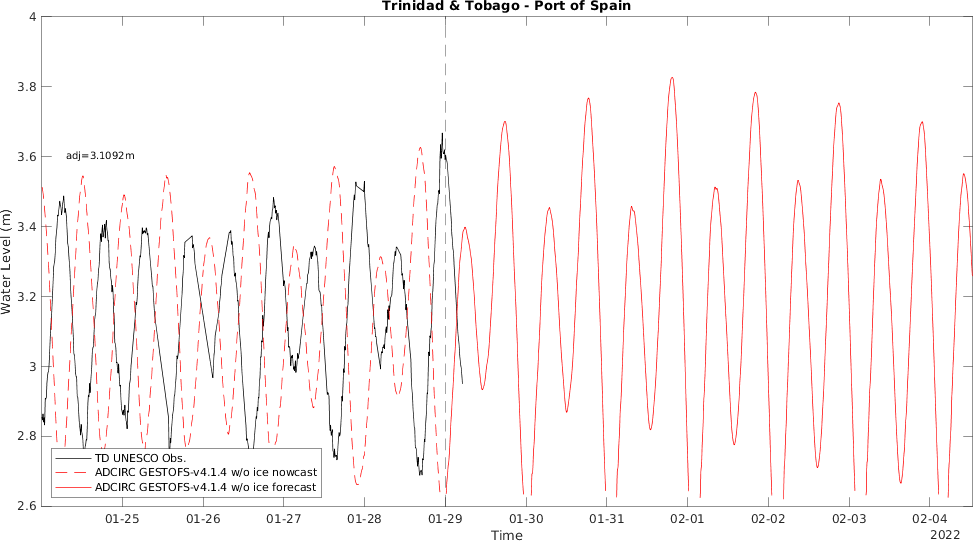 Trinidad & Tobago - Port of Spain
4
3.8
3.6
3.4
3.2
3
2.8
2.6
Water Level (m)
adj=3.1092m
TD UNESCO Obs.
ADCIRC GESTOFS-v4.1.4 w/o ice nowcast
ADCIRC GESTOFS-v4.1.4 w/o ice forecast
01-25 01-26 01-27 01-28 01-29 01-30 01-31 02-01 02-02 02-03 02-04
Time
2022